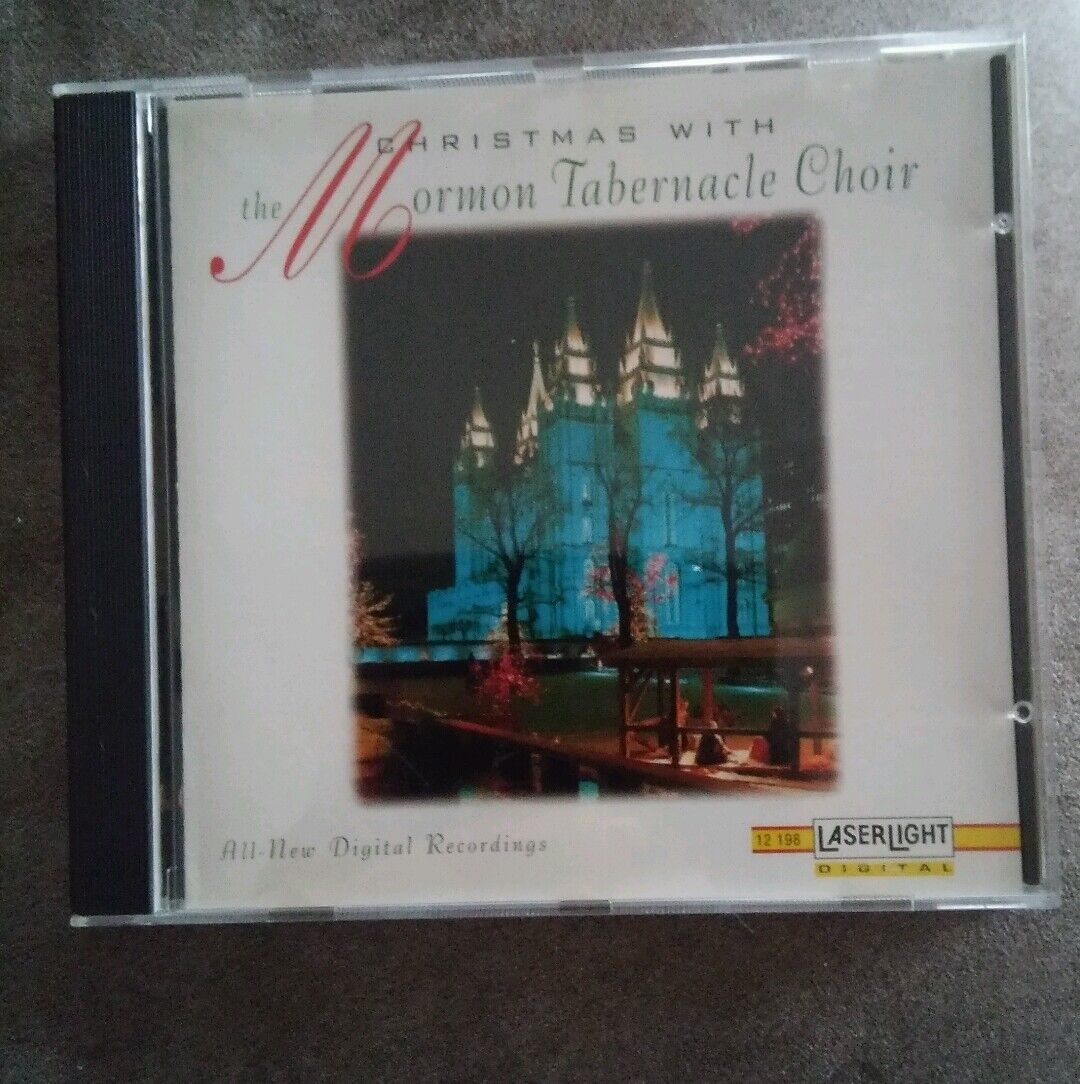 CHRISTMAS WITH
the Mormon Tabernacle Choir
All-New Digital Recordings
12 198
LASERLIGHT
DIGITAL